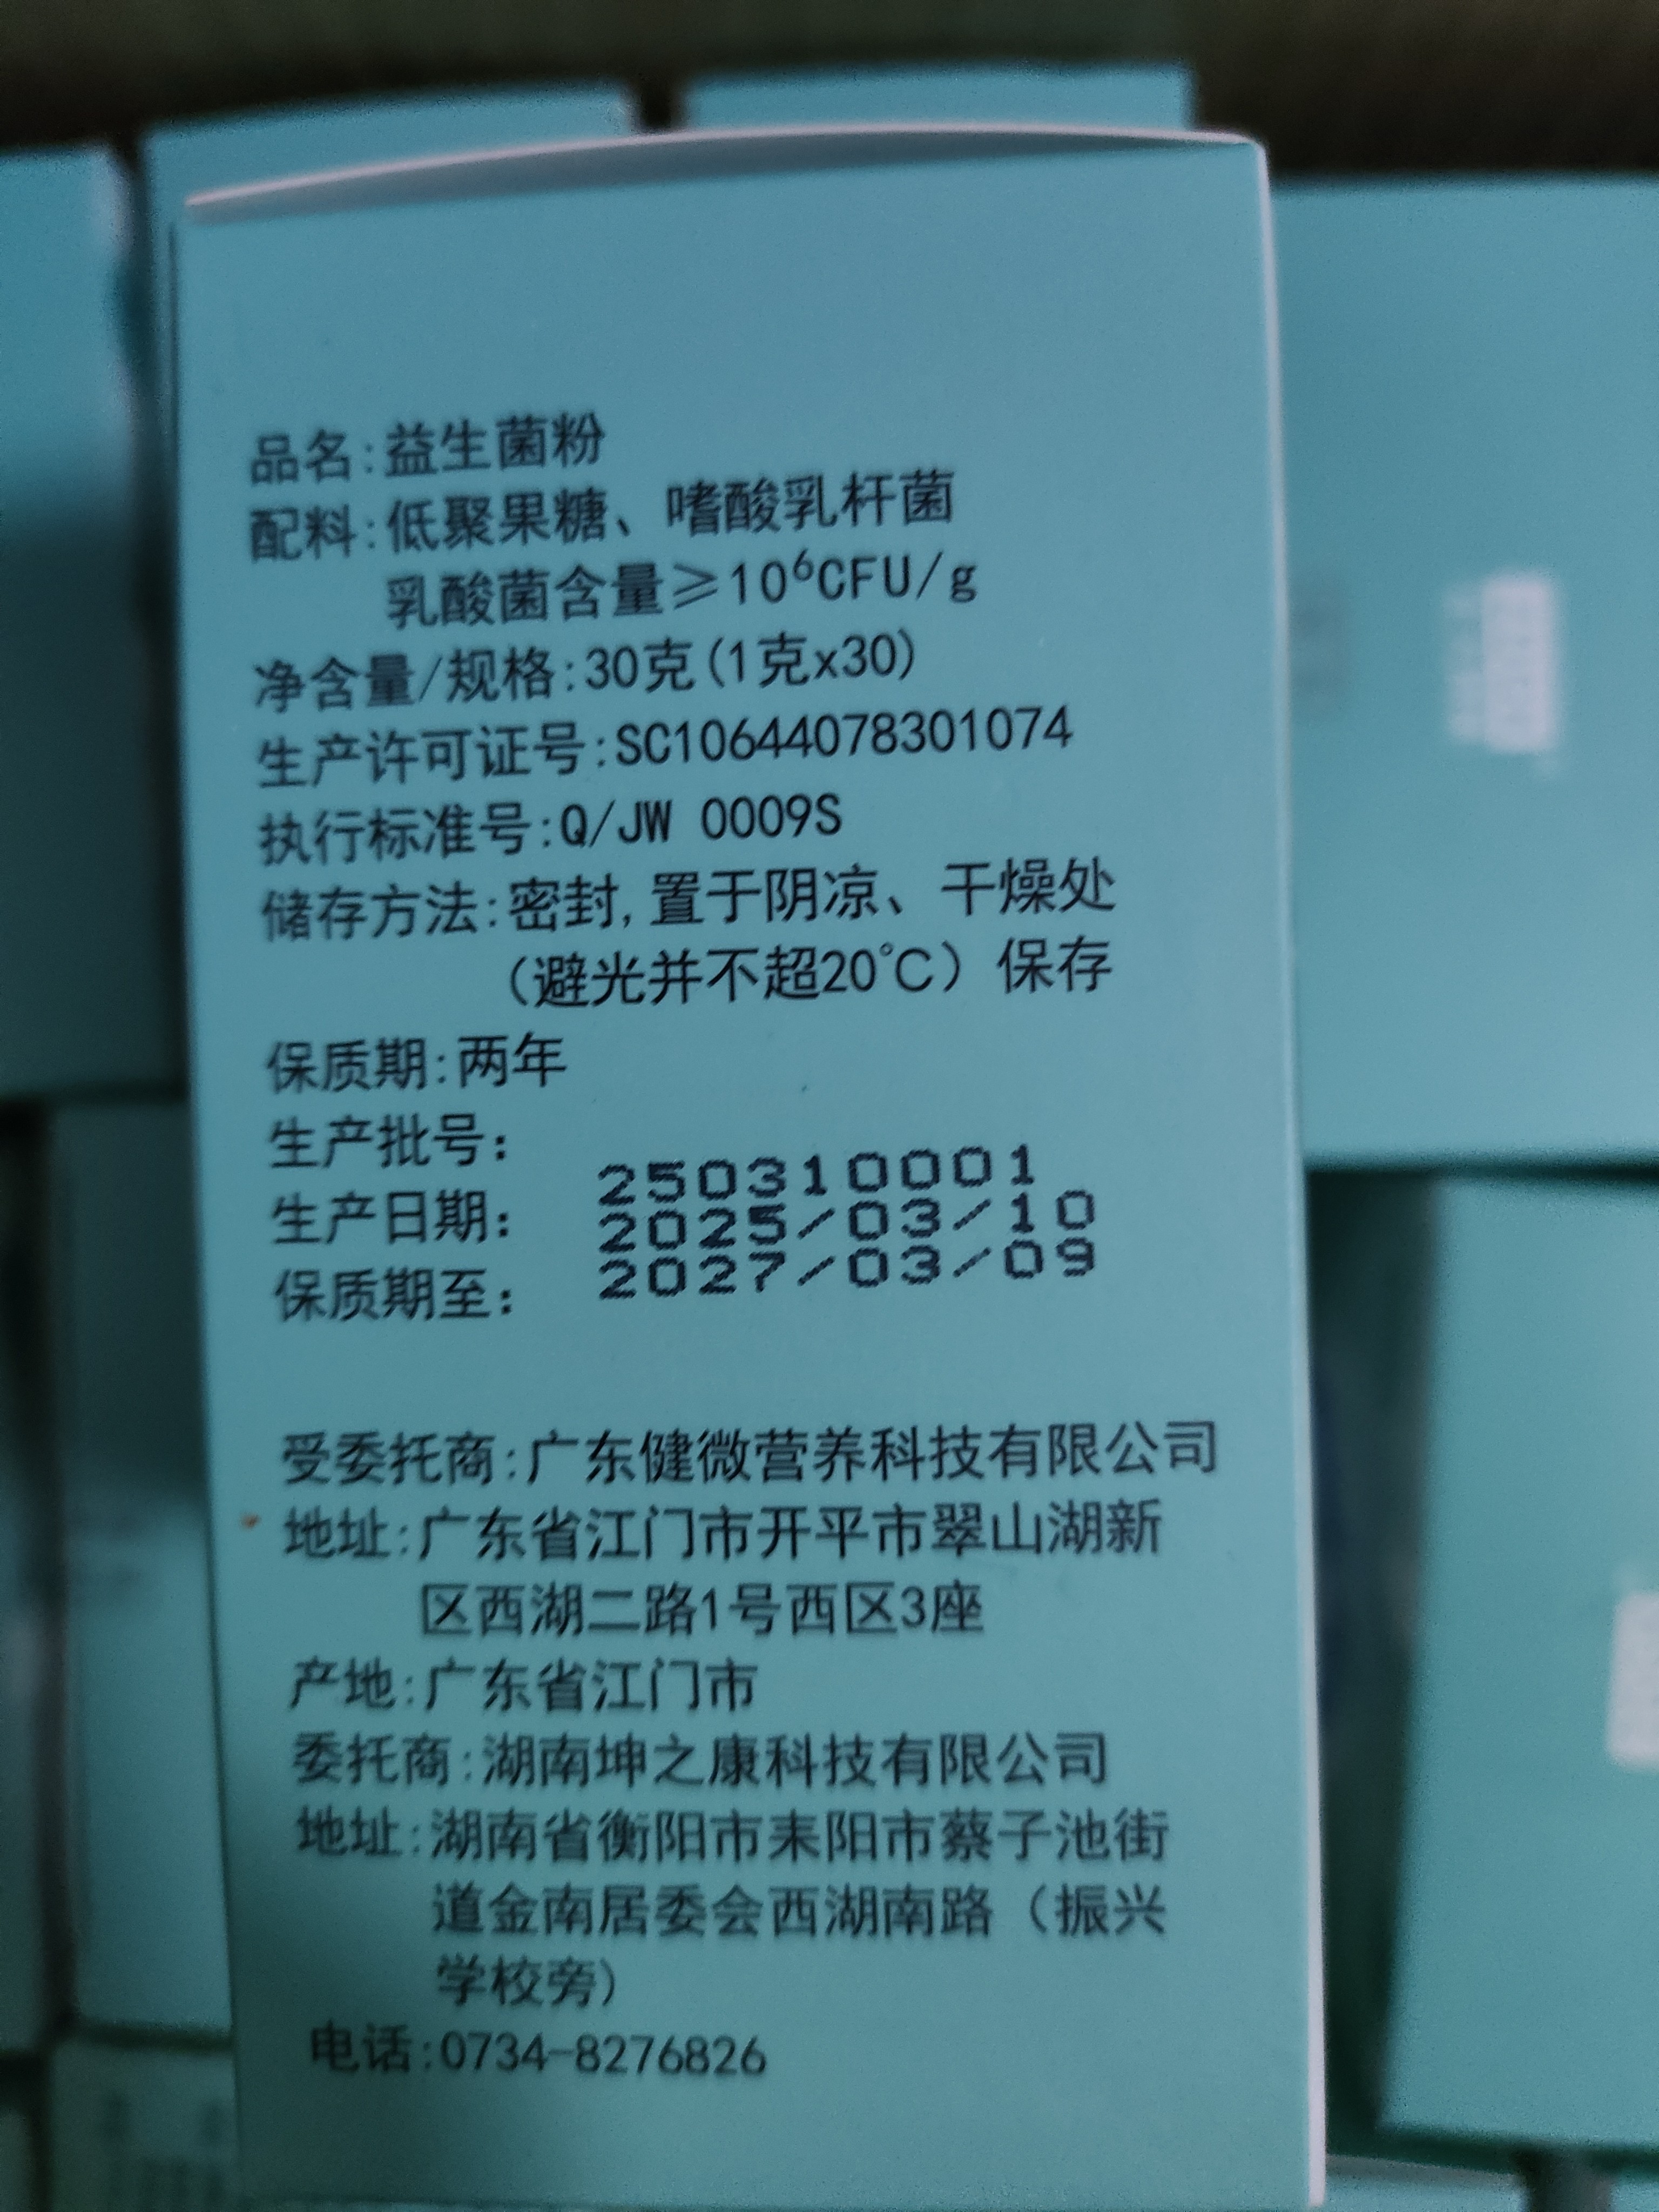 品名:益生菌粉
配料:低聚果糖、嗜酸乳杆菌
乳酸菌含量≥10⁶CFU/g
净含量/规格:30克(1克x30)
生产许可证号:SC10644078301074
执行标准号:Q/JW 0009S
储存方法:密封,置于阴凉、干燥处
（避光并不超20℃）保存
保质期:两年
生产批号: 250310001
生产日期: 2025/03/10
保质期至: 2027/03/09
受委托商:广东健微营养科技有限公司
地址:广东省江门市开平市翠山湖新
区西湖二路1号西区3座
产地:广东省江门市
委托商:湖南坤之康科技有限公司
地址:湖南省衡阳市耒阳市蔡子池街
道金南居委会西湖南路（振兴
学校旁)
电话:0734-8276826